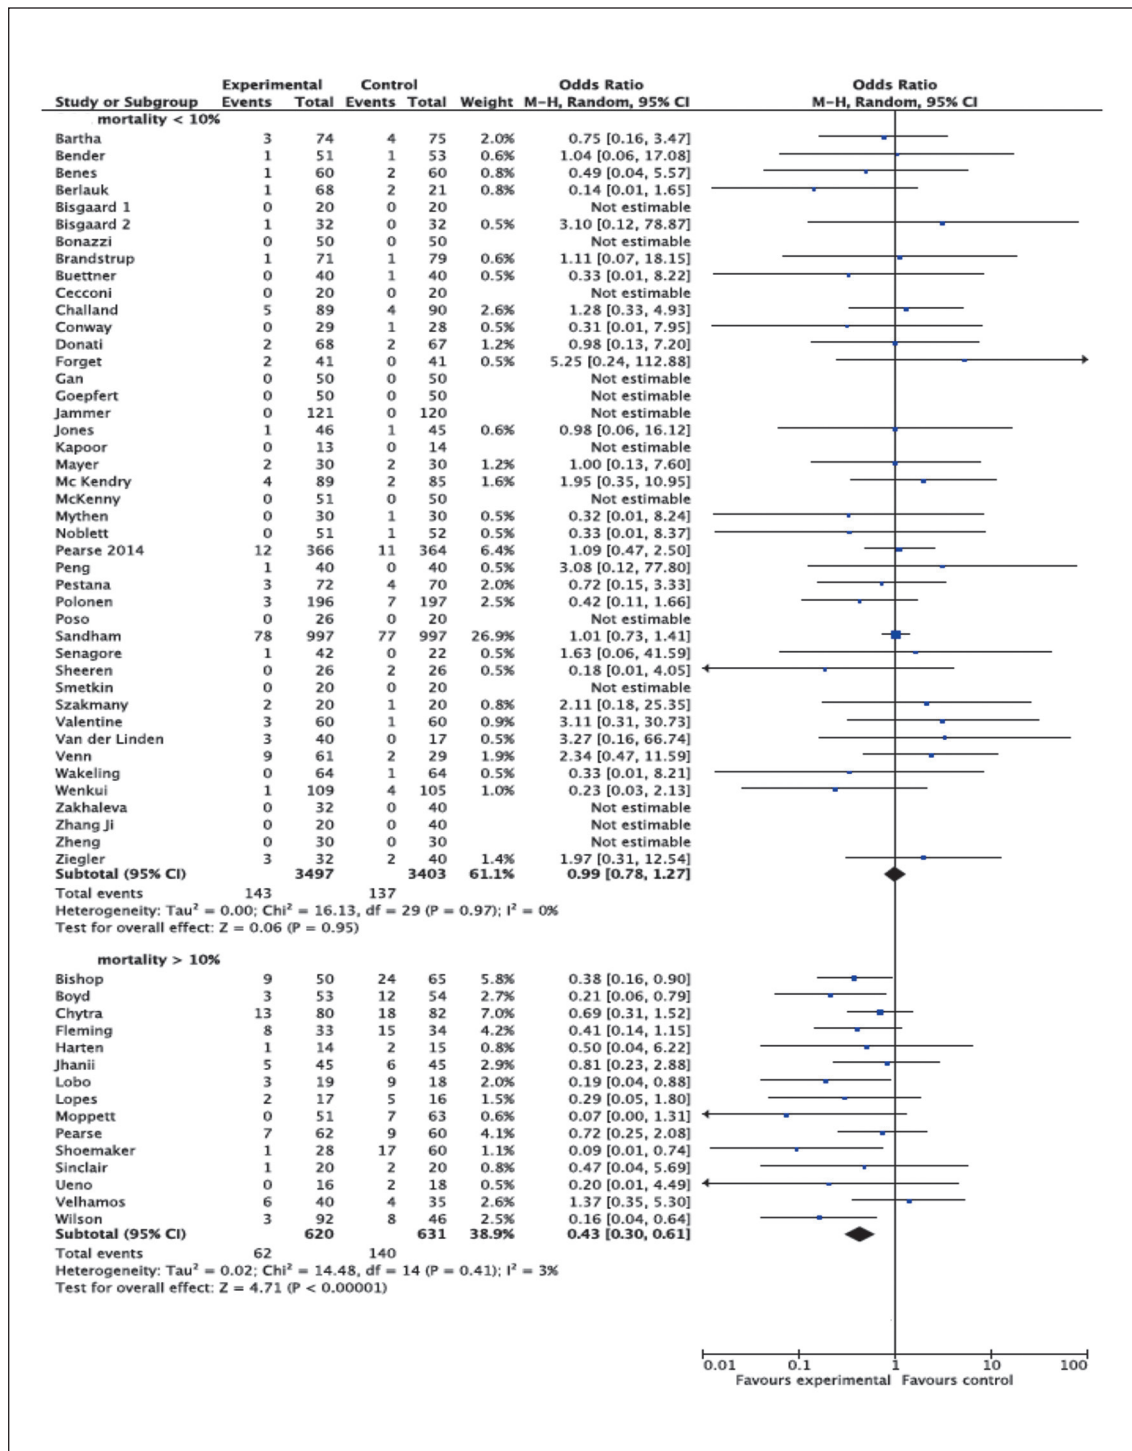 Experimental Control Odds Ratio Odds Ratio
Study or Subgroup Events Total Events Total Weight M-H, Random, 95% CI M-H, Random, 95% CI
mortality < 10%
Bartha 3 74 4 75 2.0% 0.75 [0.16, 3.47]
Bender 1 51 1 53 0.6% 1.04 [0.06, 17.08]
Benes 1 60 2 60 0.8% 0.49 [0.04, 5.57]
Berlauk 1 68 2 21 0.8% 0.14 [0.01, 1.65]
Bisgaard 1 0 20 0 20 Not estimable
Bisgaard 2 1 32 0 32 0.5% 3.10 [0.12, 78.87]
Bonazzi 0 50 0 50 Not estimable
Brandstrup 1 71 1 79 0.6% 1.11 [0.07, 18.15]
Buettner 0 40 1 40 0.5% 0.33 [0.01, 8.22]
Cecconi 0 20 0 20 Not estimable
Challand 5 89 4 90 2.6% 1.28 [0.33, 4.93]
Conway 0 29 1 28 0.5% 0.31 [0.01, 7.95]
Donati 2 68 2 67 1.2% 0.98 [0.13, 7.20]
Forget 2 41 0 41 0.5% 5.25 [0.24, 112.88]
Gan 0 50 0 50 Not estimable
Goepfert 0 50 0 50 Not estimable
Jammer 0 121 0 120 Not estimable
Jones 1 46 1 45 0.6% 0.98 [0.06, 16.12]
Kapoor 0 13 0 14 Not estimable
Mayer 2 30 2 30 1.2% 1.00 [0.13, 7.60]
Mc Kendry 4 89 2 85 1.6% 1.95 [0.35, 10.95]
McKenny 0 51 0 50 Not estimable
Mythen 0 30 1 30 0.5% 0.32 [0.01, 8.24]
Noblett 0 51 1 52 0.5% 0.33 [0.01, 8.37]
Pearse 2014 12 366 11 364 6.4% 1.09 [0.47, 2.50]
Peng 1 40 0 40 0.5% 3.08 [0.12, 77.80]
Pestana 3 72 4 70 2.0% 0.72 [0.15, 3.33]
Polonen 3 196 7 197 2.5% 0.42 [0.11, 1.66]
Poso 0 26 0 20 Not estimable
Sandham 78 997 77 997 26.9% 1.01 [0.73, 1.41]
Senagore 1 42 0 22 0.5% 1.63 [0.06, 41.59]
Sheeren 0 26 2 26 0.5% 0.18 [0.01, 4.05]
Smetkin 0 20 0 20 Not estimable
Szakmany 2 20 1 20 0.8% 2.11 [0.18, 25.35]
Valentine 3 60 1 60 0.9% 3.11 [0.31, 30.73]
Van der Linden 3 40 0 17 0.5% 3.27 [0.16, 66.74]
Venn 9 61 2 29 1.9% 2.34 [0.47, 11.59]
Wakeling 0 64 1 64 0.5% 0.33 [0.01, 8.21]
Wenkui 1 109 4 105 1.0% 0.23 [0.03, 2.13]
Zakhaleva 0 32 0 40 Not estimable
Zhang Ji 0 20 0 40 Not estimable
Zheng 0 30 0 30 Not estimable
Ziegler 3 32 2 40 1.4% 1.97 [0.31, 12.54]
Subtotal (95% CI) 3497 3403 61.1% 0.99 [0.78, 1.27]
Total events 143 137
Heterogeneity: Tau² = 0.00; Chi² = 16.13, df = 29 (P = 0.97); I² = 0%
Test for overall effect: Z = 0.06 (P = 0.95)
mortality > 10%
Bishop 9 50 24 65 5.8% 0.38 [0.16, 0.90]
Boyd 3 53 12 54 2.7% 0.21 [0.06, 0.79]
Chytra 13 80 18 82 7.0% 0.69 [0.31, 1.52]
Fleming 8 33 15 34 4.2% 0.41 [0.14, 1.15]
Harten 1 14 2 15 0.8% 0.50 [0.04, 6.22]
Jhanii 5 45 6 45 2.9% 0.81 [0.23, 2.88]
Lobo 3 19 9 18 2.0% 0.19 [0.04, 0.88]
Lopes 2 17 5 16 1.5% 0.29 [0.05, 1.80]
Moppett 0 51 7 63 0.6% 0.07 [0.00, 1.31]
Pearse 7 62 9 60 4.1% 0.72 [0.25, 2.08]
Shoemaker 1 28 17 60 1.1% 0.09 [0.01, 0.74]
Sinclair 1 20 2 20 0.8% 0.47 [0.04, 5.69]
Ueno 0 16 2 18 0.5% 0.20 [0.01, 4.49]
Velhamos 6 40 4 35 2.6% 1.37 [0.35, 5.30]
Wilson 3 92 8 46 2.5% 0.16 [0.04, 0.64]
Subtotal (95% CI) 620 631 38.9% 0.43 [0.30, 0.61]
Total events 62 140
Heterogeneity: Tau² = 0.02; Chi² = 14.48, df = 14 (P = 0.41); I² = 3%
Test for overall effect: Z = 4.71 (P < 0.00001)
0.01 0.1 1 10 100
Favours experimental Favours control